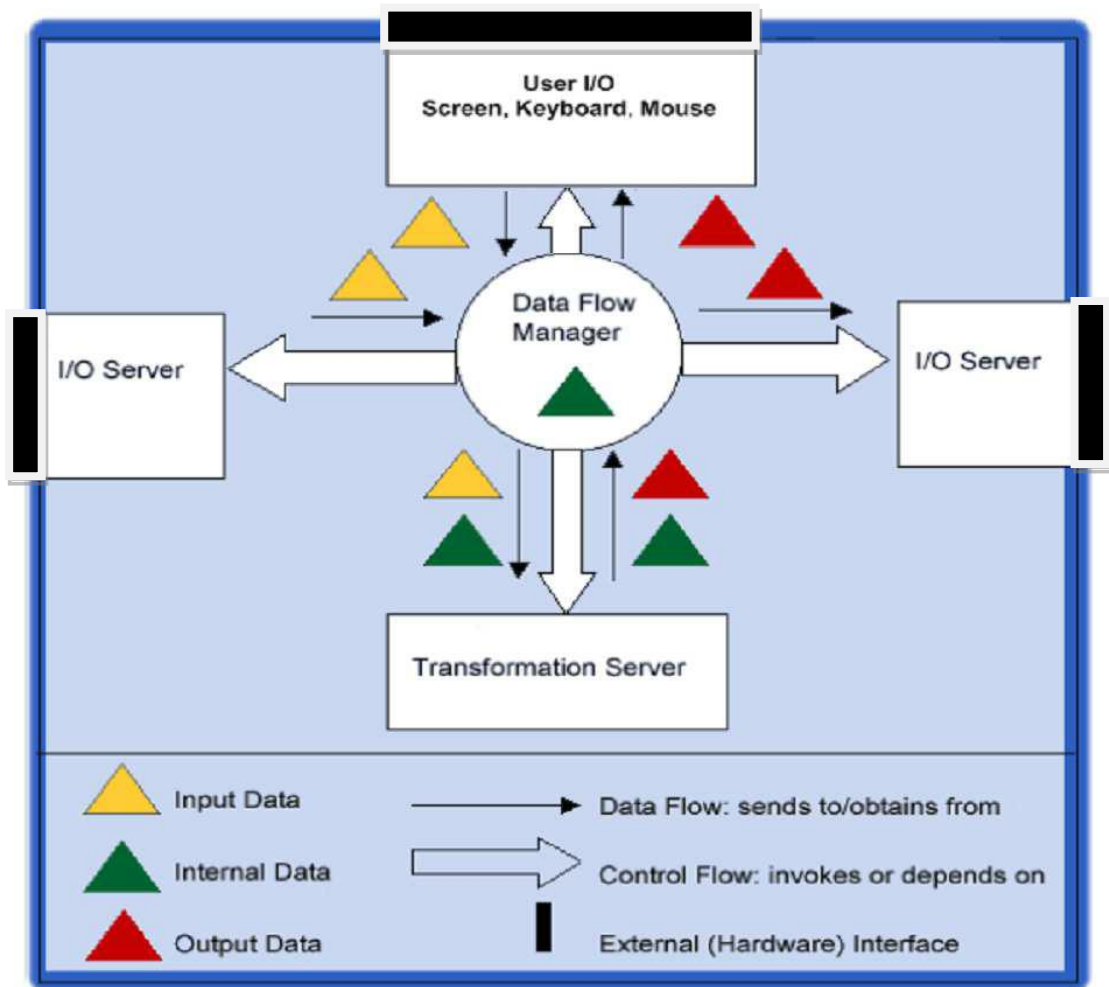 User I/O
Screen, Keyboard, Mouse
Data Flow
Manager
I/O Server
I/O Server
Transformation Server
Input Data
Data Flow: sends to/obtains from
Internal Data
Control Flow: invokes or depends on
Output Data
External (Hardware) Interface